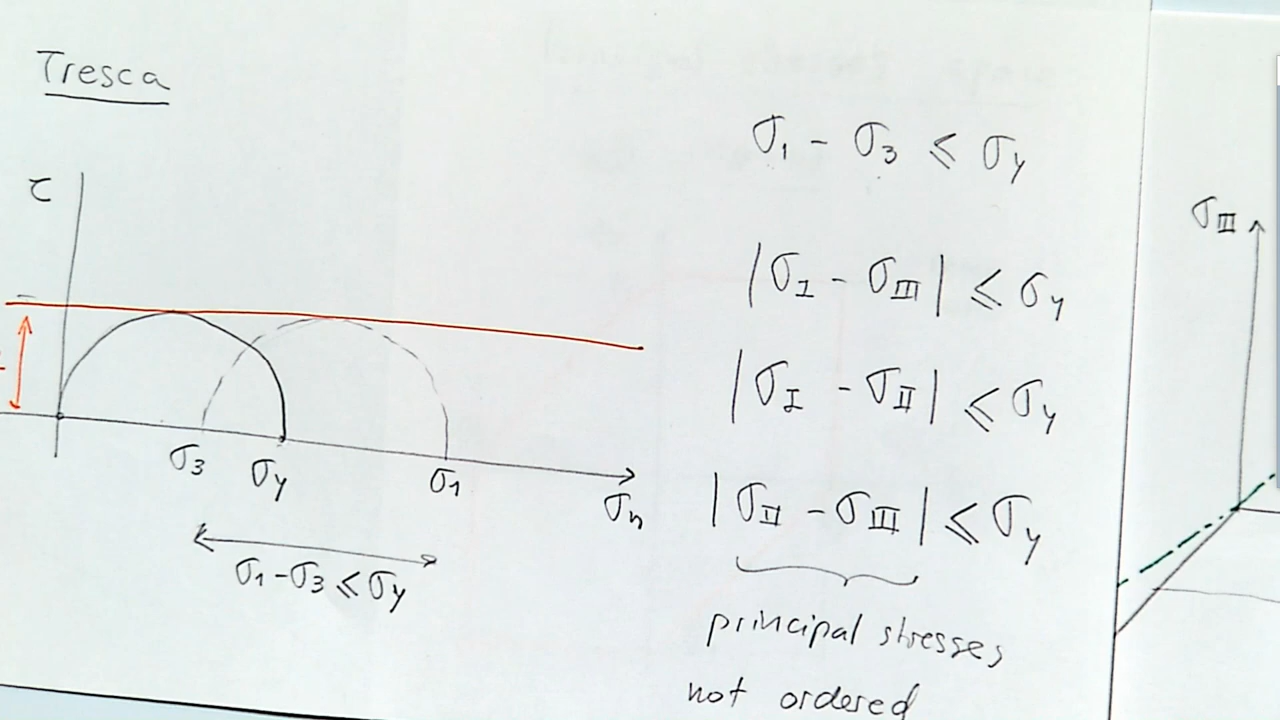 Tresca
τ
σ₃
σy
σ₁
σn
σ₁ - σ₃ ≤ σy
σ₁ - σ₃ ≤ σy
|σI - σIII| ≤ σy
|σI - σII| ≤ σy
|σII - σIII| ≤ σy
principal stresses
not ordered
σIII